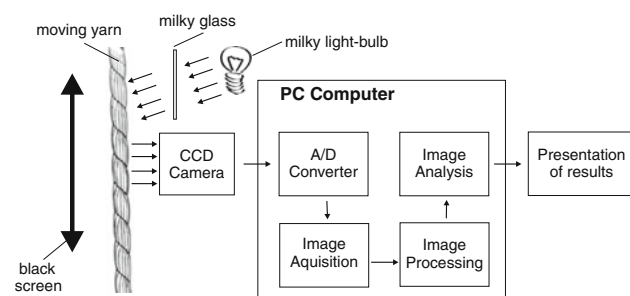 milky glass
moving yarn
milky light-bulb
PC Computer
CCD
Camera
A/D
Converter
Image
Analysis
Presentation
of results
Image
Aquisition
Image
Processing
black
screen